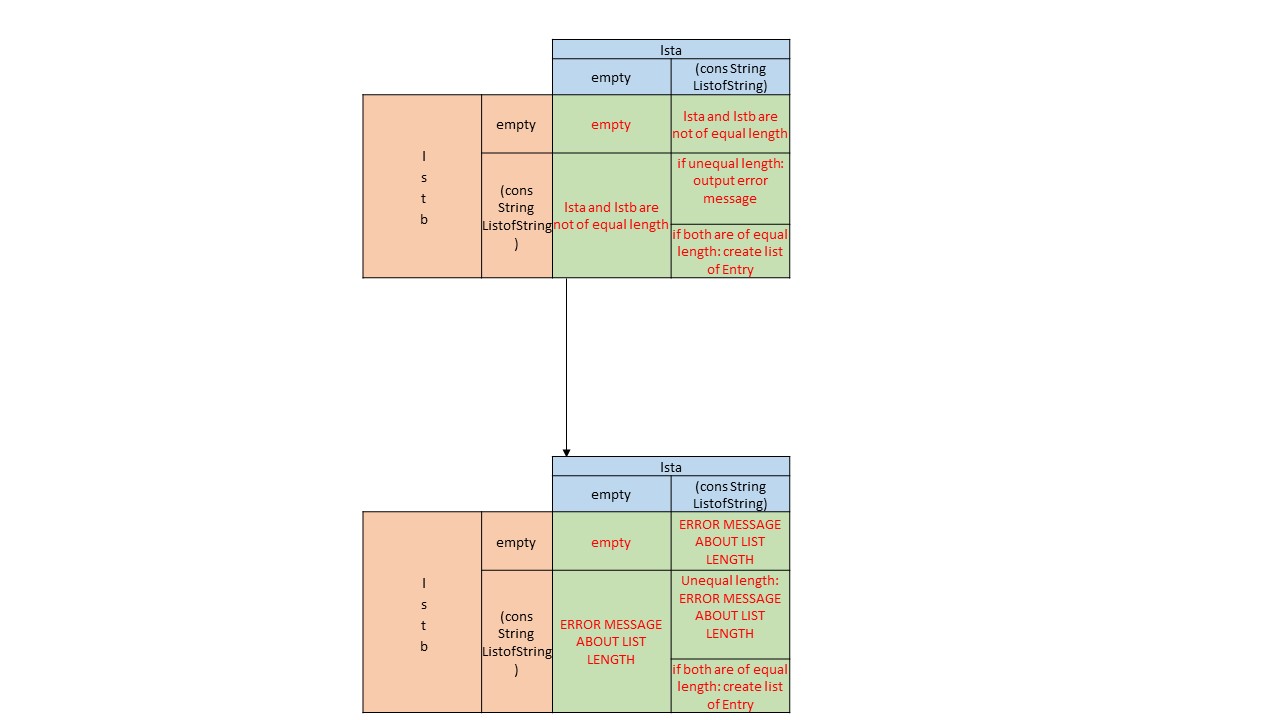 lsta
empty
(cons String
ListofString)
l
s
t
b
empty
empty
lsta and lstb are
not of equal length
(cons
String
ListofString
)
lsta and lstb are
not of equal length
if unequal length:
output error
message
if both are of equal
length: create list
of Entry
lsta
empty
(cons String
ListofString)
l
s
t
b
empty
empty
ERROR MESSAGE
ABOUT LIST
LENGTH
(cons
String
ListofString
)
ERROR MESSAGE
ABOUT LIST
LENGTH
Unequal length:
ERROR MESSAGE
ABOUT LIST
LENGTH
if both are of equal
length: create list
of Entry